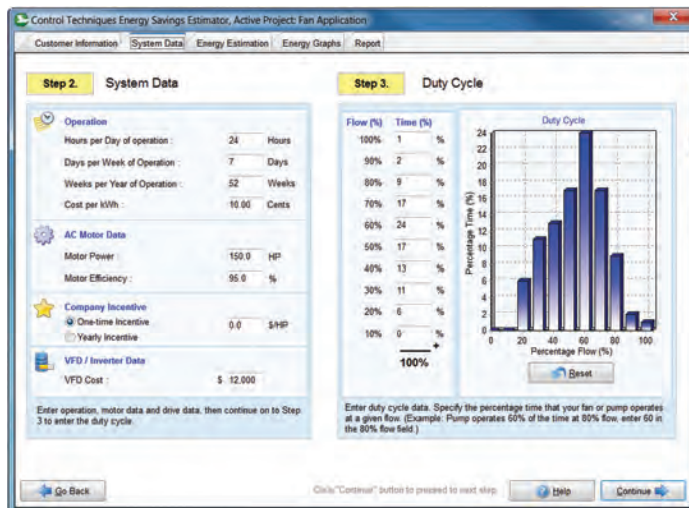 Control Techniques Energy Savings Estimator, Active Project: Fan Application
Customer Information System Data Energy Estimation Energy Graphs Report
Step 2. System Data
Operation
Hours per Day of operation : 24 Hours
Days per Week of Operation : 7 Days
Weeks per Year of Operation : 52 Weeks
Cost per kWh : 10.00 Cents
AC Motor Data
Motor Power : 150.0 HP
Motor Efficiency : 95.0 %
Company Incentive
One-time Incentive 0.0 $/HP
Yearly Incentive
VFD / Inverter Data
VFD Cost : $ 12,000
Enter operation, motor data and drive data, then continue on to Step
3 to enter the duty cycle.
Step 3. Duty Cycle
Flow (%) Time (%)
100% 1 %
90% 2 %
80% 9 %
70% 17 %
60% 24 %
50% 17 %
40% 13 %
30% 11 %
20% 6 %
10% 0 %
+
100%
Duty Cycle
Percentage Time (%)
24
22
20
18
16
14
12
10
8
6
4
2
0
0 20 40 60 80 100
Percentage Flow (%)
Reset
Enter duty cycle data. Specify the percentage time that your fan or pump operates
at a given flow. (Example: Pump operates 60% of the time at 80% flow, enter 60 in
the 80% flow field.)
Go Back
Click "Continue" button to proceed to next step.
Help
Continue